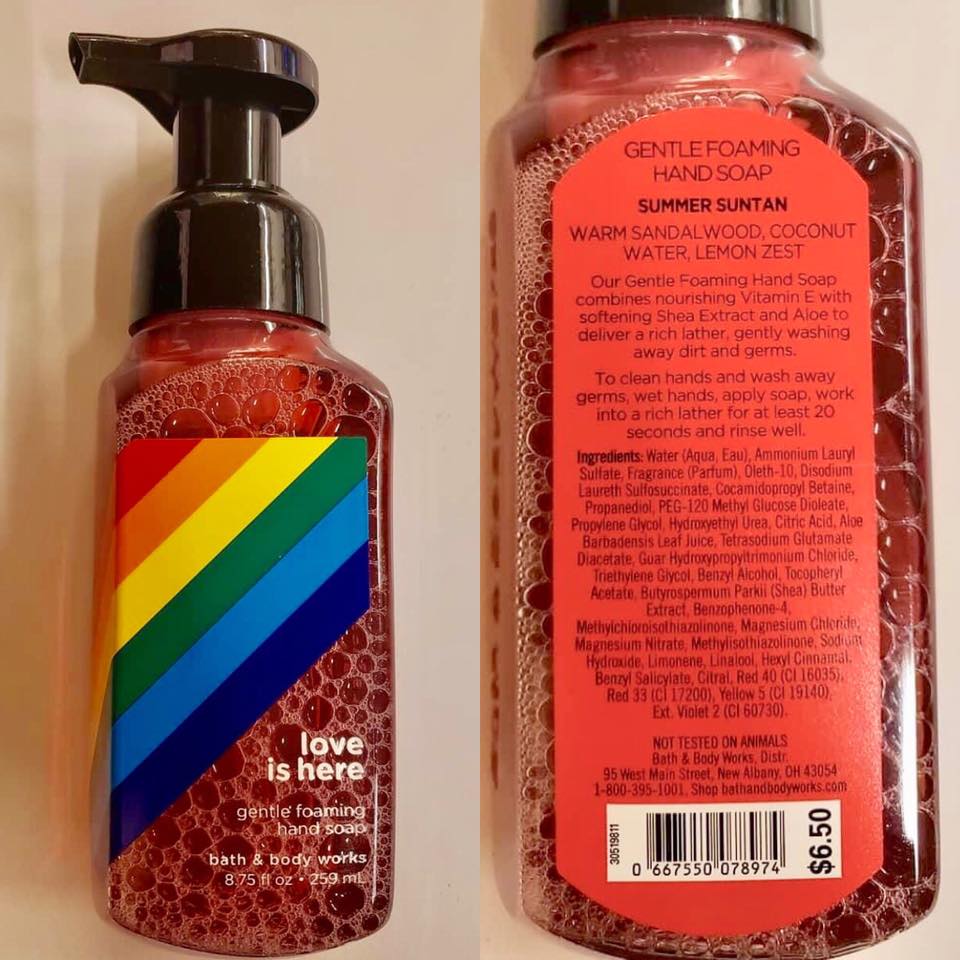 love
is here
gentle foaming
hand soap
bath & body works
8.75 fl oz • 259 mL
GENTLE FOAMING
HAND SOAP
SUMMER SUNTAN
WARM SANDALWOOD, COCONUT
WATER, LEMON ZEST
Our Gentle Foaming Hand Soap
combines nourishing Vitamin E with
softening Shea Extract and Aloe to
deliver a rich lather, gently washing
away dirt and germs.
To clean hands and wash away
germs, wet hands, apply soap, work
into a rich lather for at least 20
seconds and rinse well.
Ingredients: Water (Aqua, Eau), Ammonium Lauryl
Sulfate, Fragrance (Parfum), Oleth-10, Disodium
Laureth Sulfosuccinate, Cocamidopropyl Betaine,
Propanediol, PEG-120 Methyl Glucose Dioleate,
Propylene Glycol, Hydroxyethyl Urea, Citric Acid, Aloe
Barbadensis Leaf Juice, Tetrasodium Glutamate
Diacetate, Guar Hydroxypropyltrimonium Chloride,
Triethylene Glycol, Benzyl Alcohol, Tocopheryl
Acetate, Butyrospermum Parkii (Shea) Butter
Extract, Benzophenone-4,
Methylchloroisothiazolinone, Magnesium Chloride,
Magnesium Nitrate, Methylisothiazolinone, Sodium
Hydroxide, Limonene, Linalool, Hexyl Cinnamal,
Benzyl Salicylate, Citral, Red 40 (CI 16035),
Red 33 (CI 17200), Yellow 5 (CI 19140),
Ext. Violet 2 (CI 60730).
NOT TESTED ON ANIMALS
Bath & Body Works, Distr.
95 West Main Street, New Albany, OH 43054
1-800-395-1001, Shop bathandbodyworks.com
30519811
0 667550 078974
$6.50